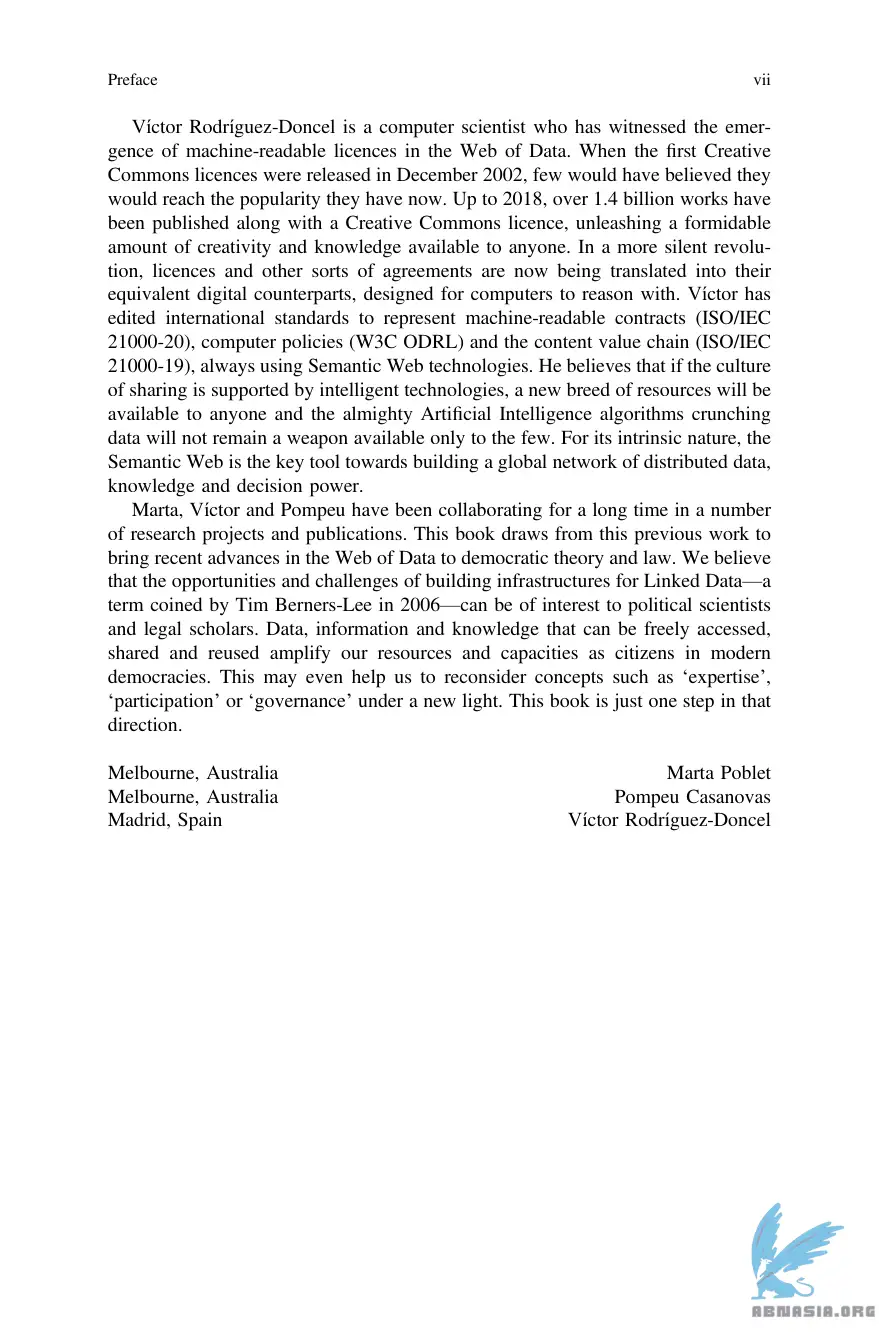 Preface vii
Víctor Rodríguez-Doncel is a computer scientist who has witnessed the emer-
gence of machine-readable licences in the Web of Data. When the first Creative
Commons licences were released in December 2002, few would have believed they
would reach the popularity they have now. Up to 2018, over 1.4 billion works have
been published along with a Creative Commons licence, unleashing a formidable
amount of creativity and knowledge available to anyone. In a more silent revolu-
tion, licences and other sorts of agreements are now being translated into their
equivalent digital counterparts, designed for computers to reason with. Víctor has
edited international standards to represent machine-readable contracts (ISO/IEC
21000-20), computer policies (W3C ODRL) and the content value chain (ISO/IEC
21000-19), always using Semantic Web technologies. He believes that if the culture
of sharing is supported by intelligent technologies, a new breed of resources will be
available to anyone and the almighty Artificial Intelligence algorithms crunching
data will not remain a weapon available only to the few. For its intrinsic nature, the
Semantic Web is the key tool towards building a global network of distributed data,
knowledge and decision power.
Marta, Víctor and Pompeu have been collaborating for a long time in a number
of research projects and publications. This book draws from this previous work to
bring recent advances in the Web of Data to democratic theory and law. We believe
that the opportunities and challenges of building infrastructures for Linked Data—a
term coined by Tim Berners-Lee in 2006—can be of interest to political scientists
and legal scholars. Data, information and knowledge that can be freely accessed,
shared and reused amplify our resources and capacities as citizens in modern
democracies. This may even help us to reconsider concepts such as ‘expertise’,
‘participation’ or ‘governance’ under a new light. This book is just one step in that
direction.
Melbourne, Australia Marta Poblet
Melbourne, Australia Pompeu Casanovas
Madrid, Spain Víctor Rodríguez-Doncel
ABNASIA.ORG